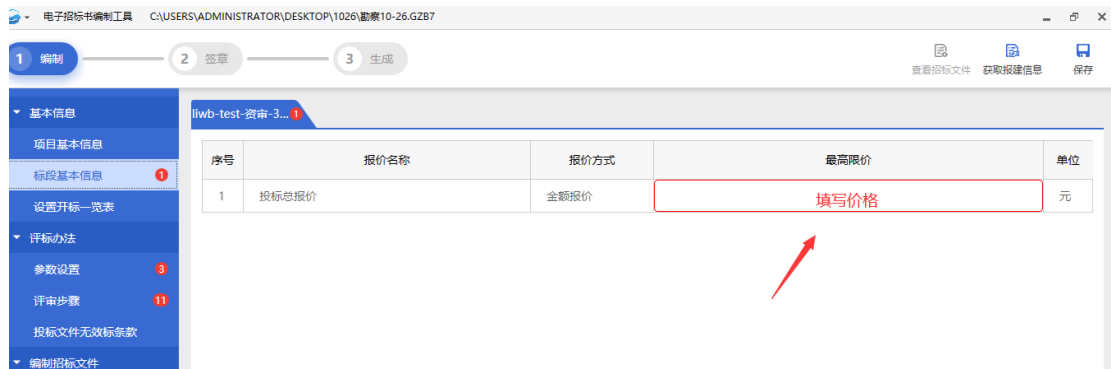 电子招标书编制工具 C:\USERS\ADMINISTRATOR\DESKTOP\1026\勘察10-26.GZB7
1 编制 2 签章 3 生成
查看招标文件 获取报建信息 保存
基本信息
项目基本信息
标段基本信息 1
设置开标一览表
评标办法
参数设置 3
评审步骤 11
投标文件无效标条款
编制招标文件
liwb-test-资审-3... 1
序号 报价名称 报价方式 最高限价 单位
1 投标总报价 金额报价 填写价格 元